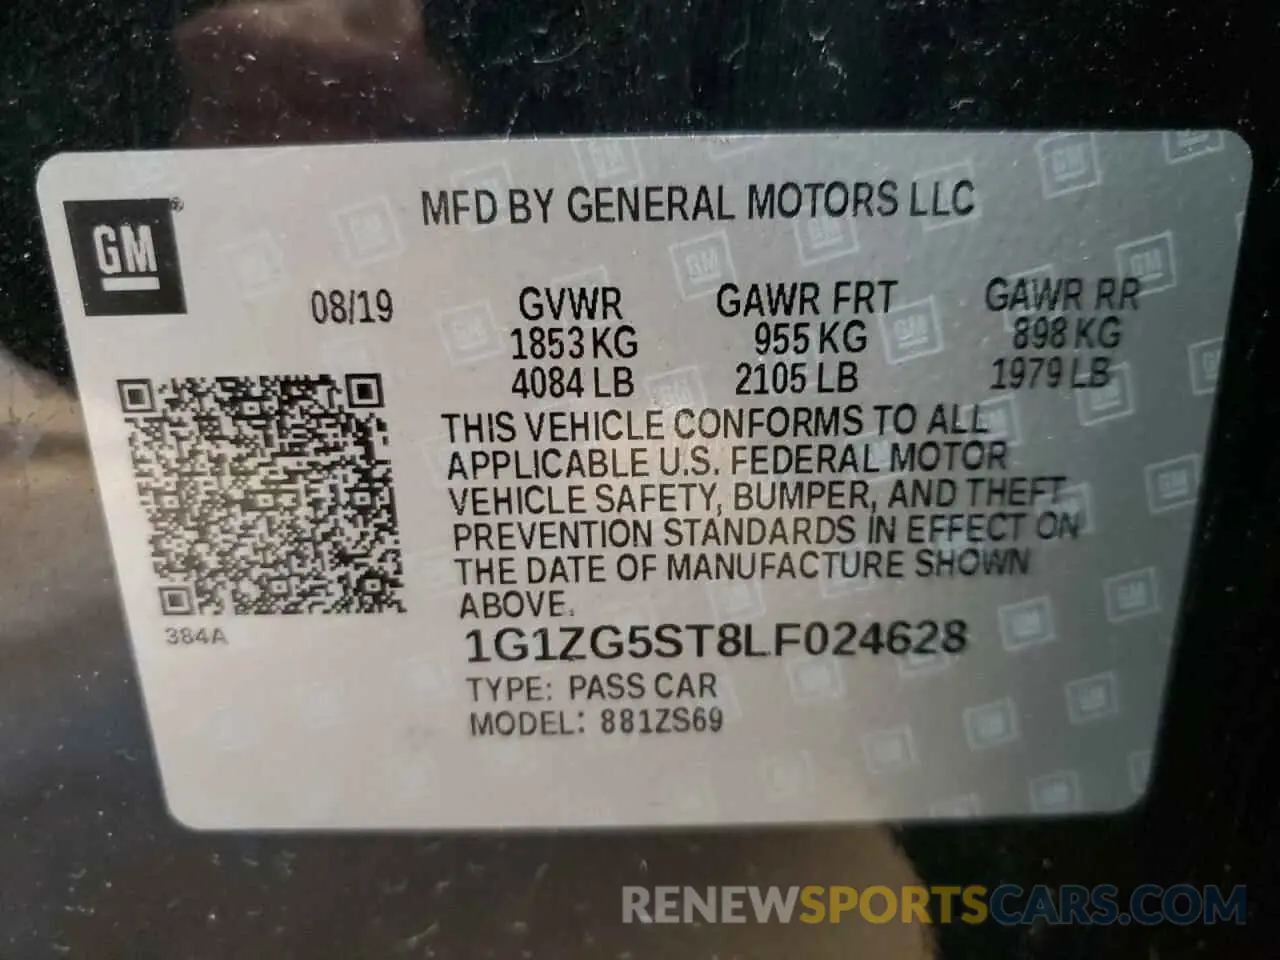 MFD BY GENERAL MOTORS LLC
GM ®
08/19 GVWR GAWR FRT GAWR RR
1853 KG 955 KG 898 KG
4084 LB 2105 LB 1979 LB
THIS VEHICLE CONFORMS TO ALL
APPLICABLE U.S. FEDERAL MOTOR
VEHICLE SAFETY, BUMPER, AND THEFT
PREVENTION STANDARDS IN EFFECT ON
THE DATE OF MANUFACTURE SHOWN
ABOVE.
384A
1G1ZG5ST8LF024628
TYPE: PASS CAR
MODEL: 881ZS69
RENEWSPORTSCARS.COM